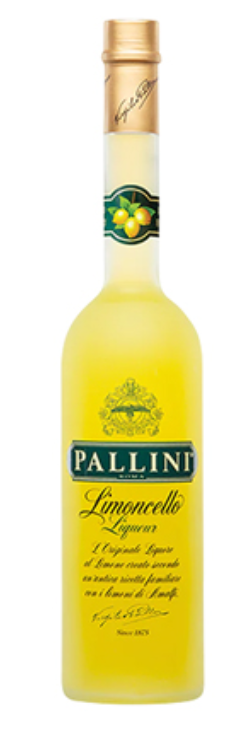 PALLINI
ROMA
Limoncello
Liqueur
L'Originale Liquore
al Limone creato secondo
un'antica ricetta familiare
con i limoni di Amalfi.
Since 1875